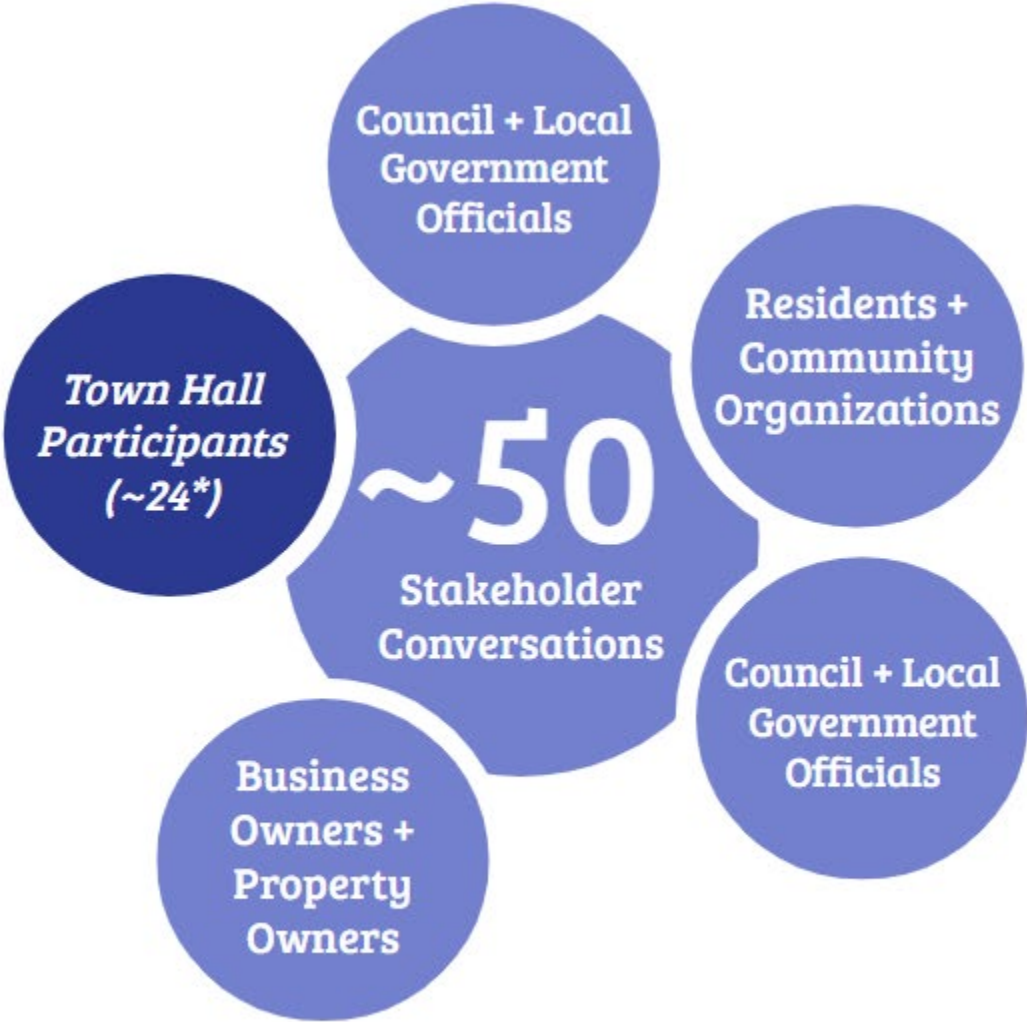 Council + Local
Government
Officials
Residents +
Community
Organizations
Town Hall
Participants
(~24*)
~50
Stakeholder
Conversations
Council + Local
Government
Officials
Business
Owners +
Property
Owners